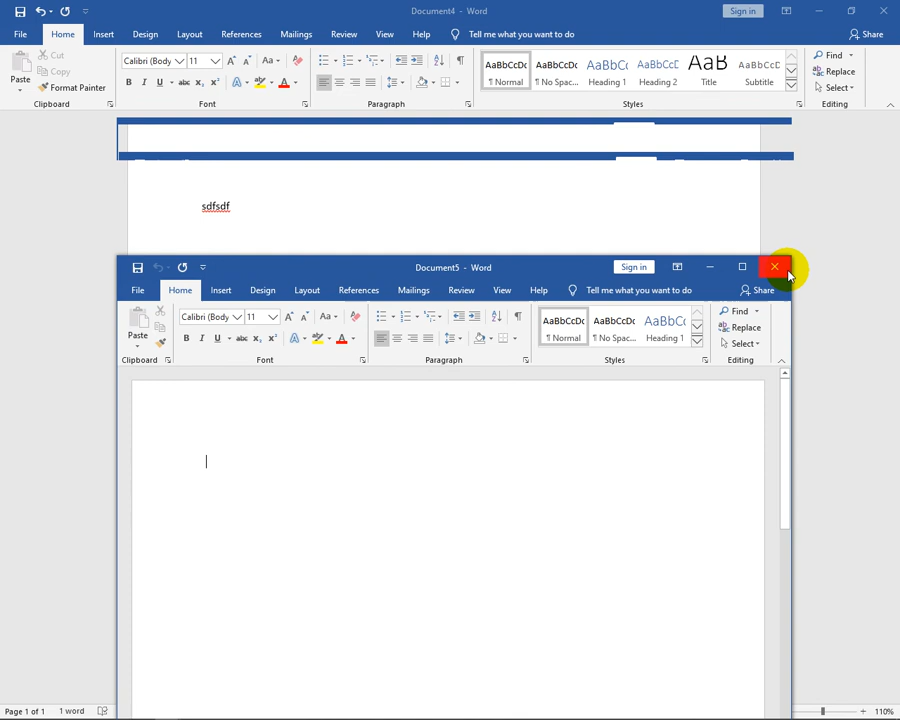 Document4 - Word
Sign in
File Home Insert Design Layout References Mailings Review View Help Tell me what you want to do Share
Paste
Cut
Copy
Format Painter
Clipboard
Calibri (Body 11
Font
Paragraph
AaBbCcDc AaBbCcDc AaBbCc AaBbCcC AaB AaBbCcD
¶ Normal ¶ No Spac... Heading 1 Heading 2 Title Subtitle
Styles
Find
Replace
Select
Editing
sdfsdf
Document5 - Word
Sign in
File Home Insert Design Layout References Mailings Review View Help Tell me what you want to do Share
Paste
Clipboard
Calibri (Body 11
Font
Paragraph
AaBbCcDc AaBbCcDc AaBbCc
¶ Normal ¶ No Spac... Heading 1
Styles
Find
Replace
Select
Editing
Page 1 of 1 1 word 110%